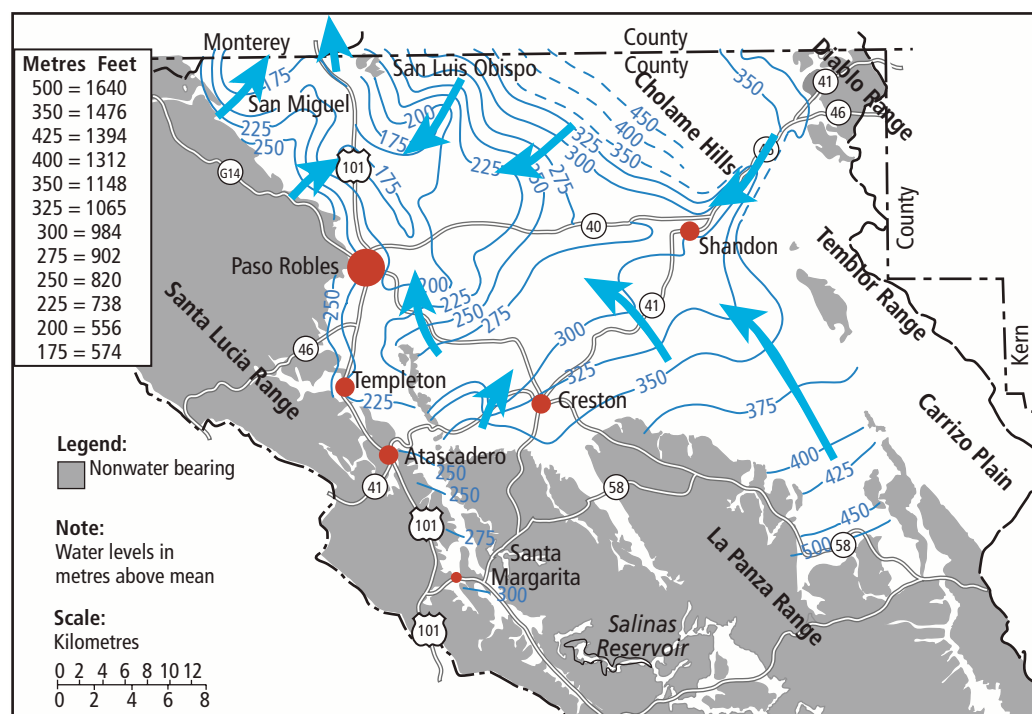 Metres Feet
500 = 1640
350 = 1476
425 = 1394
400 = 1312
350 = 1148
325 = 1065
300 = 984
275 = 902
250 = 820
225 = 738
200 = 556
175 = 574
Monterey
County
County
San Luis Obispo
San Miguel
Cholame Hills
Diablo Range
41
46
46
175
225
250
200
175
175
225
250
275
450
400
325
350
300
350
G14
101
40
Shandon
County
Kern
Paso Robles
Temblor Range
Santa Lucia Range
250
200
225
250
275
41
300
46
Templeton
225
325
350
375
Creston
Carrizo Plain
Legend:
Nonwater bearing
Atascadero
41
250
250
275
101
400
425
450
500
58
58
Note:
Water levels in
metres above mean
Santa
Margarita
300
La Panza Range
Salinas
Reservoir
101
Scale:
Kilometres
0 2 4 6 8 10 12
0 2 4 6 8